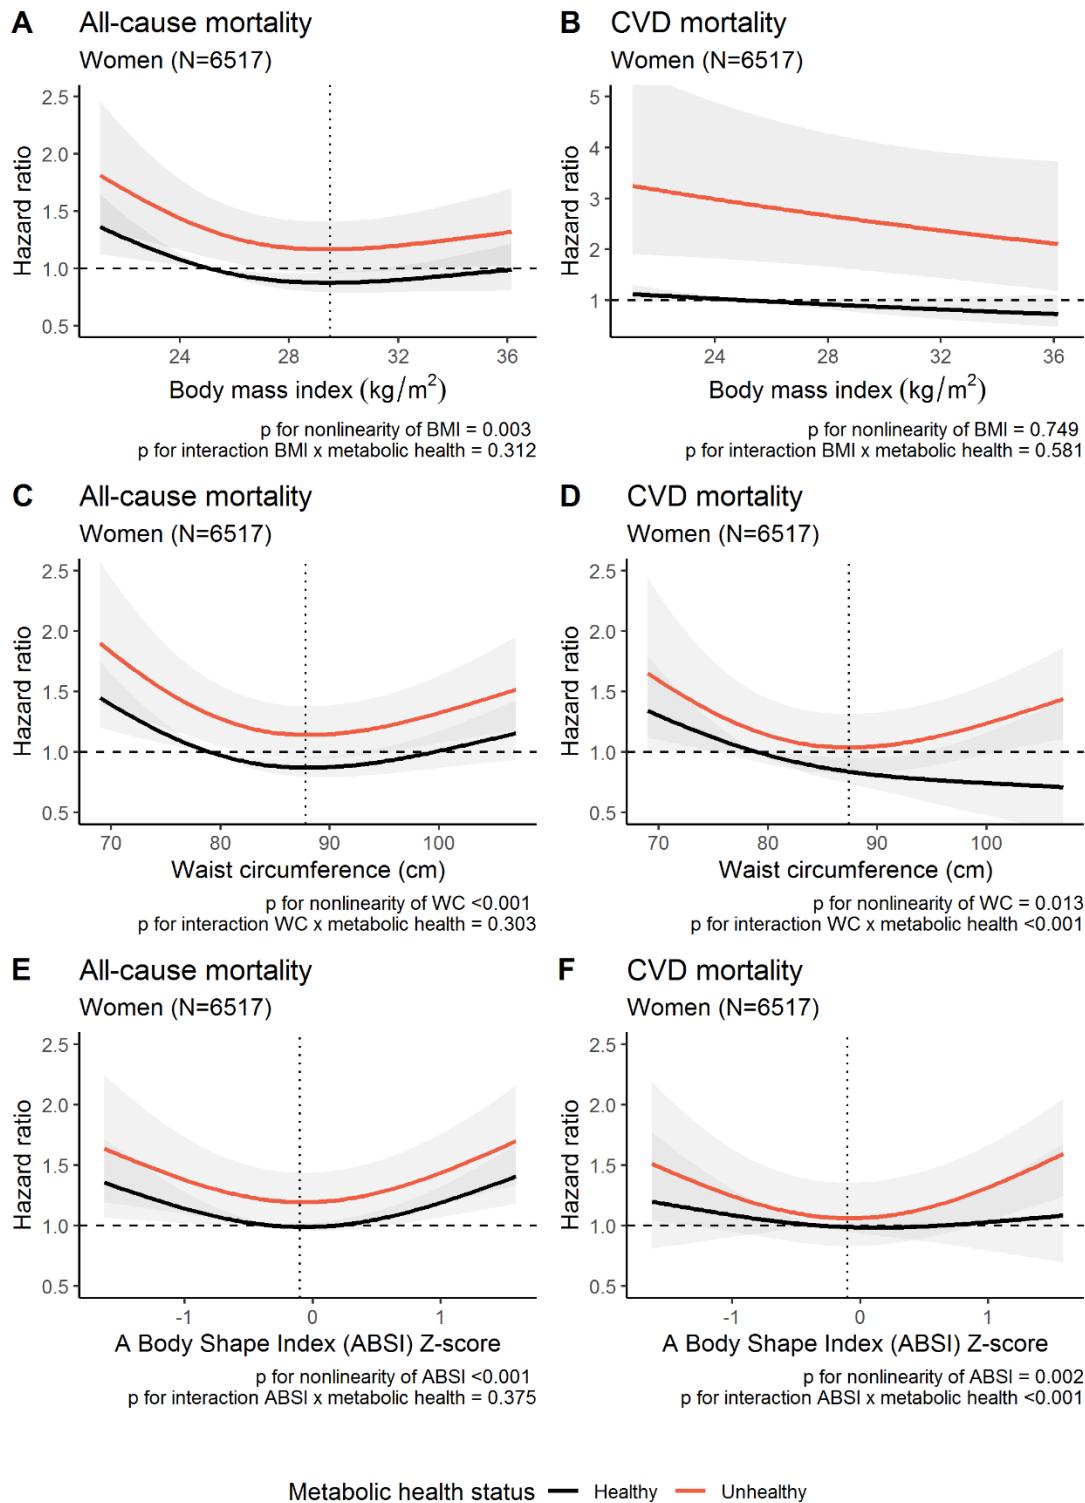 A All-cause mortality
Women (N=6517)
Hazard ratio
2.5
2.0
1.5
1.0
0.5
24 28 32 36
Body mass index (kg/m²)
p for nonlinearity of BMI = 0.003
p for interaction BMI x metabolic health = 0.312
B CVD mortality
Women (N=6517)
Hazard ratio
5
4
3
2
1
24 28 32 36
Body mass index (kg/m²)
p for nonlinearity of BMI = 0.749
p for interaction BMI x metabolic health = 0.581
C All-cause mortality
Women (N=6517)
Hazard ratio
2.5
2.0
1.5
1.0
0.5
70 80 90 100
Waist circumference (cm)
p for nonlinearity of WC <0.001
p for interaction WC x metabolic health = 0.303
D CVD mortality
Women (N=6517)
Hazard ratio
2.5
2.0
1.5
1.0
0.5
70 80 90 100
Waist circumference (cm)
p for nonlinearity of WC = 0.013
p for interaction WC x metabolic health <0.001
E All-cause mortality
Women (N=6517)
Hazard ratio
2.5
2.0
1.5
1.0
0.5
-1 0 1
A Body Shape Index (ABSI) Z-score
p for nonlinearity of ABSI <0.001
p for interaction ABSI x metabolic health = 0.375
F CVD mortality
Women (N=6517)
Hazard ratio
2.5
2.0
1.5
1.0
0.5
-1 0 1
A Body Shape Index (ABSI) Z-score
p for nonlinearity of ABSI = 0.002
p for interaction ABSI x metabolic health <0.001
Metabolic health status Healthy Unhealthy